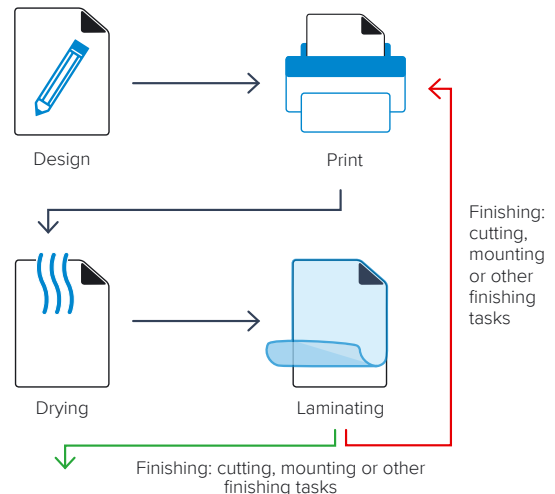 Design
Print
Finishing:
cutting,
mounting
or other
finishing
tasks
Drying
Laminating
Finishing: cutting, mounting or other
finishing tasks